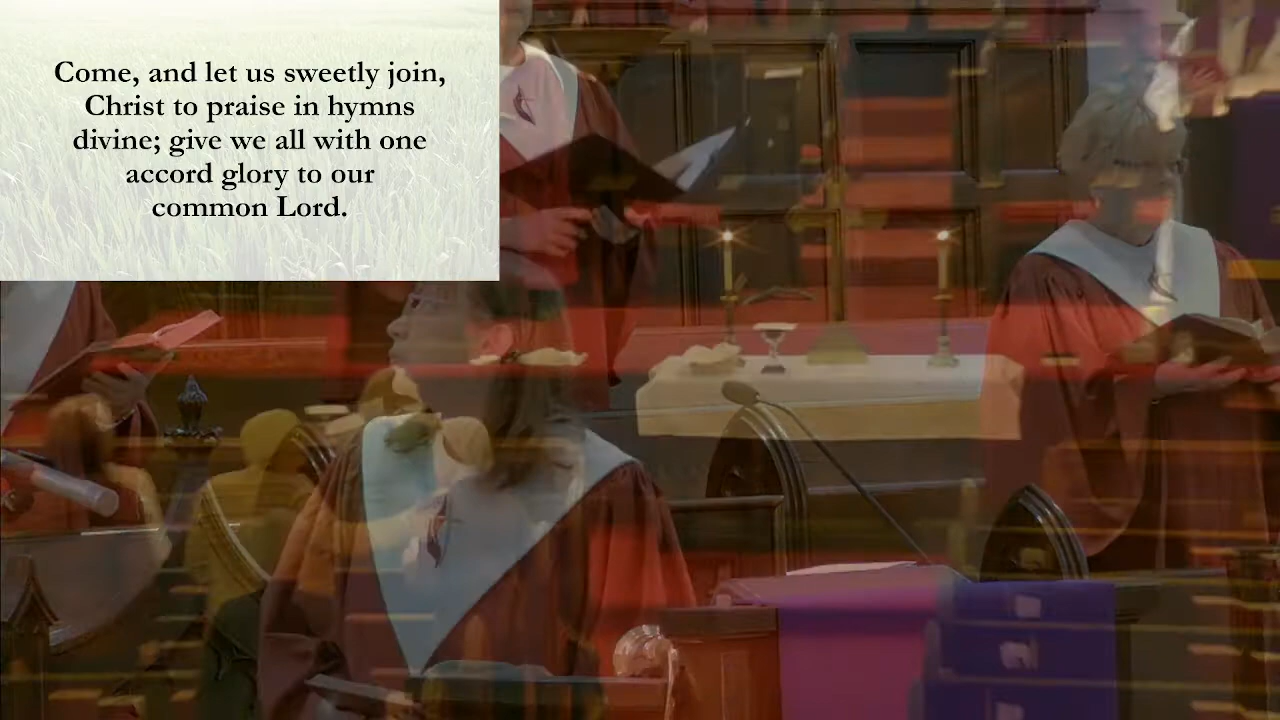 Come, and let us sweetly join,
Christ to praise in hymns
divine; give we all with one
accord glory to our
common Lord.